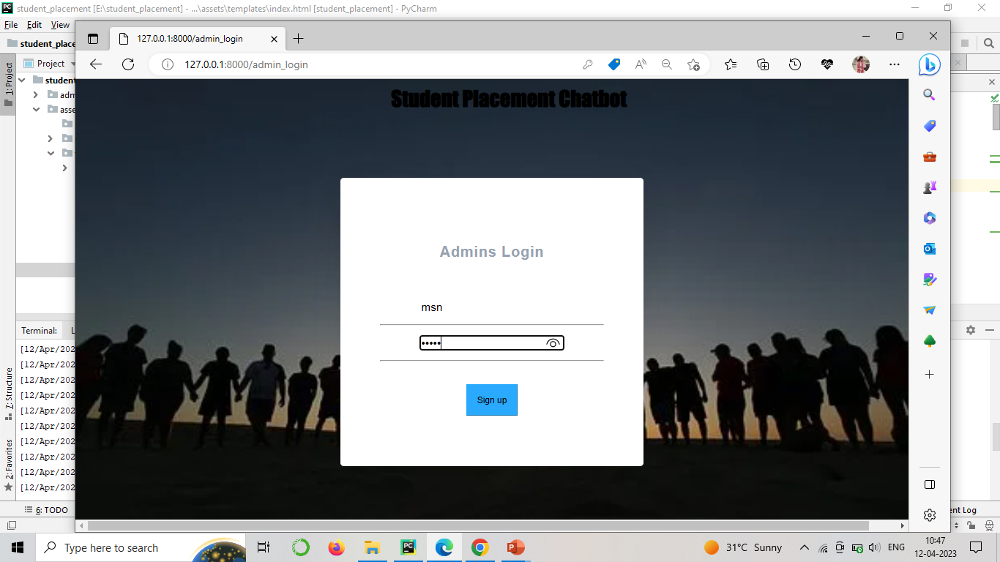 student_placement [E:\student_placement] - ...\assets\templates\index.html [student_placement] - PyCharm
File Edit View
student_place
Project
student
adm
asse
1: Project
7: Structure
2: Favorites
127.0.0.1:8000/admin_login
127.0.0.1:8000/admin_login
Student Placement Chatbot
Admins Login
msn
•••••
Sign up
Terminal: L
[12/Apr/202
[12/Apr/202
[12/Apr/202
[12/Apr/202
[12/Apr/202
[12/Apr/202
[12/Apr/202
[12/Apr/202
[12/Apr/202
[12/Apr/202
6: TODO
ent Log
Type here to search
31°C Sunny
ENG
10:47
12-04-2023